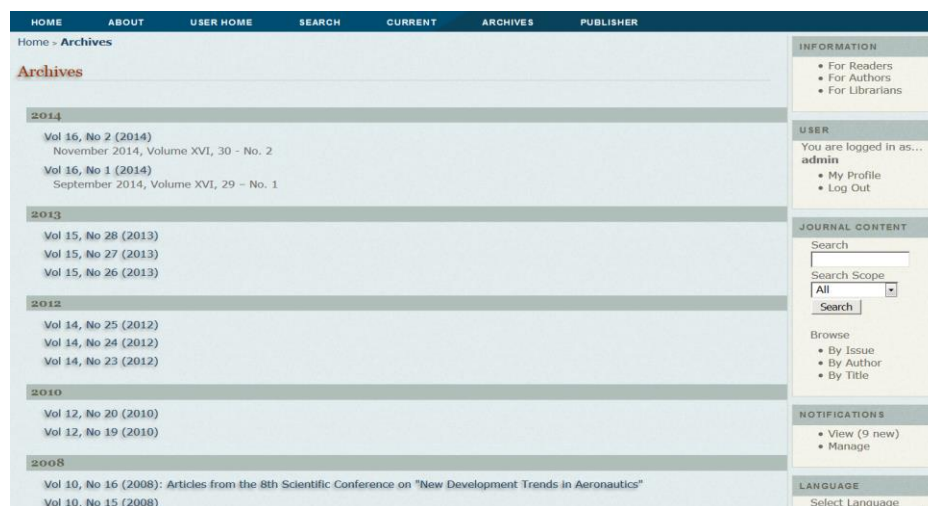 HOME ABOUT USER HOME SEARCH CURRENT ARCHIVES PUBLISHER
Home > Archives
Archives
2014
Vol 16, No 2 (2014)
November 2014, Volume XVI, 30 - No. 2
Vol 16, No 1 (2014)
September 2014, Volume XVI, 29 – No. 1
2013
Vol 15, No 28 (2013)
Vol 15, No 27 (2013)
Vol 15, No 26 (2013)
2012
Vol 14, No 25 (2012)
Vol 14, No 24 (2012)
Vol 14, No 23 (2012)
2010
Vol 12, No 20 (2010)
Vol 12, No 19 (2010)
2008
Vol 10, No 16 (2008): Articles from the 8th Scientific Conference on "New Development Trends in Aeronautics"
Vol 10, No 15 (2008)
INFORMATION
• For Readers
• For Authors
• For Librarians
USER
You are logged in as...
admin
• My Profile
• Log Out
JOURNAL CONTENT
Search
Search Scope
All
Search
Browse
• By Issue
• By Author
• By Title
NOTIFICATIONS
• View (9 new)
• Manage
LANGUAGE
Select Language